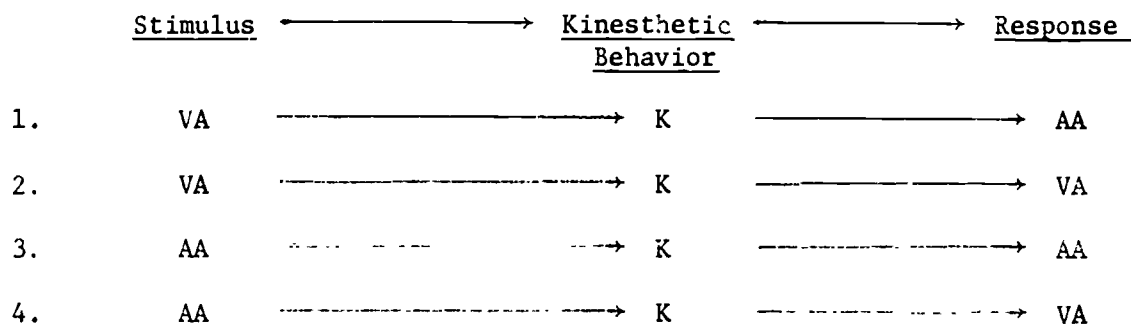 Stimulus ⟷ Kinesthetic ⟷ Response
Behavior
1. VA → K → AA
2. VA → K → VA
3. AA → K → AA
4. AA → K → VA